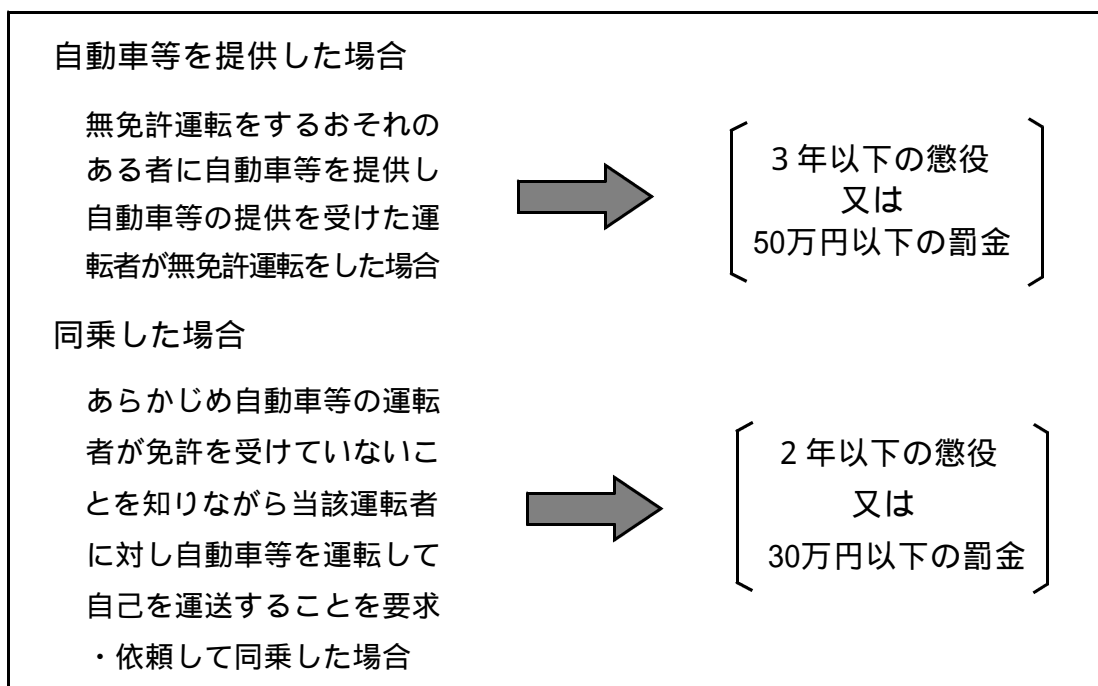 自動車等を提供した場合
無免許運転をするおそれの
ある者に自動車等を提供し
自動車等の提供を受けた運
転者が無免許運転をした場合
３年以下の懲役
又は
50万円以下の罰金
同乗した場合
あらかじめ自動車等の運転
者が免許を受けていないこ
とを知りながら当該運転者
に対し自動車等を運転して
自己を運送することを要求
・依頼して同乗した場合
２年以下の懲役
又は
30万円以下の罰金